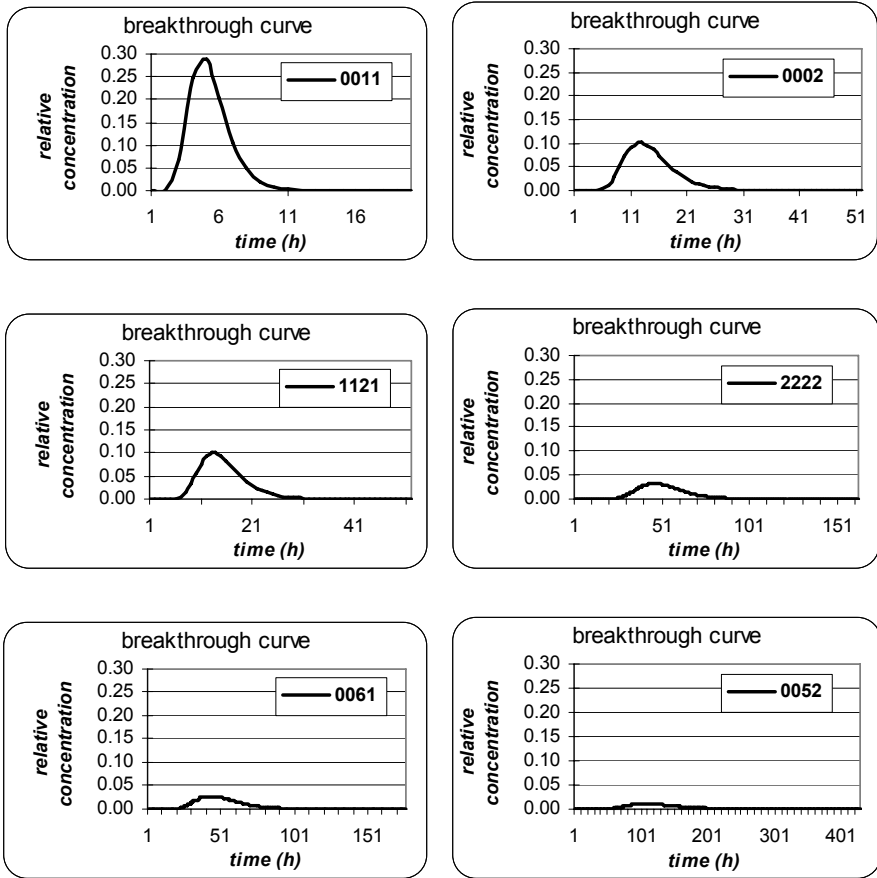 breakthrough curve
relative
concentration
0.30
0.25
0.20
0.15
0.10
0.05
0.00
0011
1 6 11 16
time (h)
breakthrough curve
relative
concentration
0.30
0.25
0.20
0.15
0.10
0.05
0.00
0002
1 11 21 31 41 51
time (h)
breakthrough curve
relative
concentration
0.30
0.25
0.20
0.15
0.10
0.05
0.00
1121
1 21 41
time (h)
breakthrough curve
relative
concentration
0.30
0.25
0.20
0.15
0.10
0.05
0.00
2222
1 51 101 151
time (h)
breakthrough curve
relative
concentration
0.30
0.25
0.20
0.15
0.10
0.05
0.00
0061
1 51 101 151
time (h)
breakthrough curve
relative
concentration
0.30
0.25
0.20
0.15
0.10
0.05
0.00
0052
1 101 201 301 401
time (h)